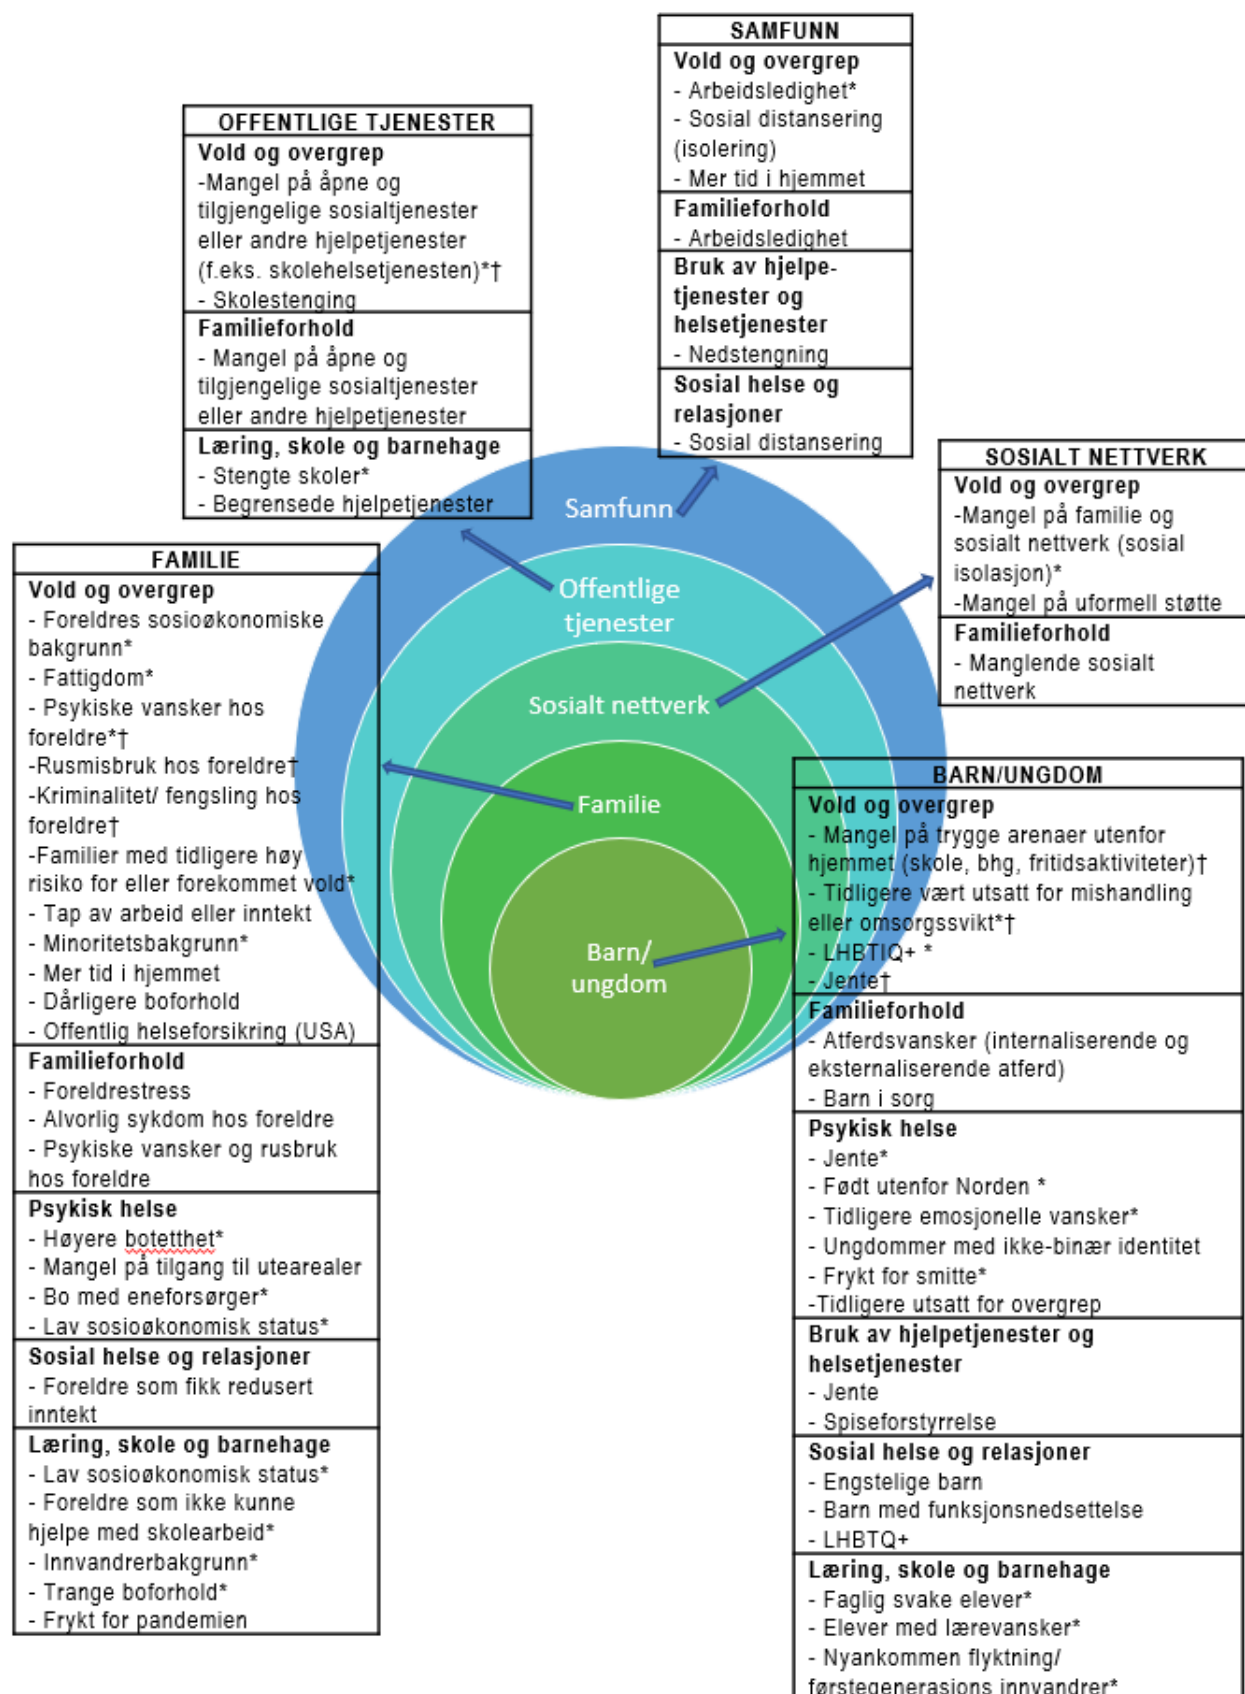 SAMFUNN
Vold og overgrep
- Arbeidsledighet*
- Sosial distansering
(isolering)
- Mer tid i hjemmet
Familieforhold
- Arbeidsledighet
Bruk av hjelpe-
tjenester og
helsetjenester
- Nedstengning
Sosial helse og
relasjoner
- Sosial distansering
OFFENTLIGE TJENESTER
Vold og overgrep
-Mangel på åpne og
tilgjengelige sosialtjenester
eller andre hjelpetjenester
(f.eks. skolehelsetjenesten)*†
- Skolestenging
Familieforhold
- Mangel på åpne og
tilgjengelige sosialtjenester
eller andre hjelpetjenester
Læring, skole og barnehage
- Stengte skoler*
- Begrensede hjelpetjenester
SOSIALT NETTVERK
Vold og overgrep
-Mangel på familie og
sosialt nettverk (sosial
isolasjon)*
-Mangel på uformell støtte
Familieforhold
- Manglende sosialt
nettverk
Samfunn
Offentlige
tjenester
Sosialt nettverk
Familie
Barn/
ungdom
FAMILIE
Vold og overgrep
- Foreldres sosioøkonomiske
bakgrunn*
- Fattigdom*
- Psykiske vansker hos
foreldre*†
-Rusmisbruk hos foreldre†
-Kriminalitet/ fengsling hos
foreldre†
-Familier med tidligere høy
risiko for eller forekommet vold*
- Tap av arbeid eller inntekt
- Minoritetsbakgrunn*
- Mer tid i hjemmet
- Dårligere boforhold
- Offentlig helseforsikring (USA)
Familieforhold
- Foreldrestress
- Alvorlig sykdom hos foreldre
- Psykiske vansker og rusbruk
hos foreldre
Psykisk helse
- Høyere botetthet*
- Mangel på tilgang til utearealer
- Bo med eneforsørger*
- Lav sosioøkonomisk status*
Sosial helse og relasjoner
- Foreldre som fikk redusert
inntekt
Læring, skole og barnehage
- Lav sosioøkonomisk status*
- Foreldre som ikke kunne
hjelpe med skolearbeid*
- Innvandrerbakgrunn*
- Trange boforhold*
- Frykt for pandemien
BARN/UNGDOM
Vold og overgrep
- Mangel på trygge arenaer utenfor
hjemmet (skole, bhg, fritidsaktiviteter)†
- Tidligere vært utsatt for mishandling
eller omsorgssvikt*†
- LHBTIQ+ *
- Jente†
Familieforhold
- Atferdsvansker (internaliserende og
eksternaliserende atferd)
- Barn i sorg
Psykisk helse
- Jente*
- Født utenfor Norden *
- Tidligere emosjonelle vansker*
- Ungdommer med ikke-binær identitet
- Frykt for smitte*
-Tidligere utsatt for overgrep
Bruk av hjelpetjenester og
helsetjenester
- Jente
- Spiseforstyrrelse
Sosial helse og relasjoner
- Engstelige barn
- Barn med funksjonsnedsettelse
- LHBTQ+
Læring, skole og barnehage
- Faglig svake elever*
- Elever med lærevansker*
- Nyankommen flyktning/
førstegenerasjons innvandrer*